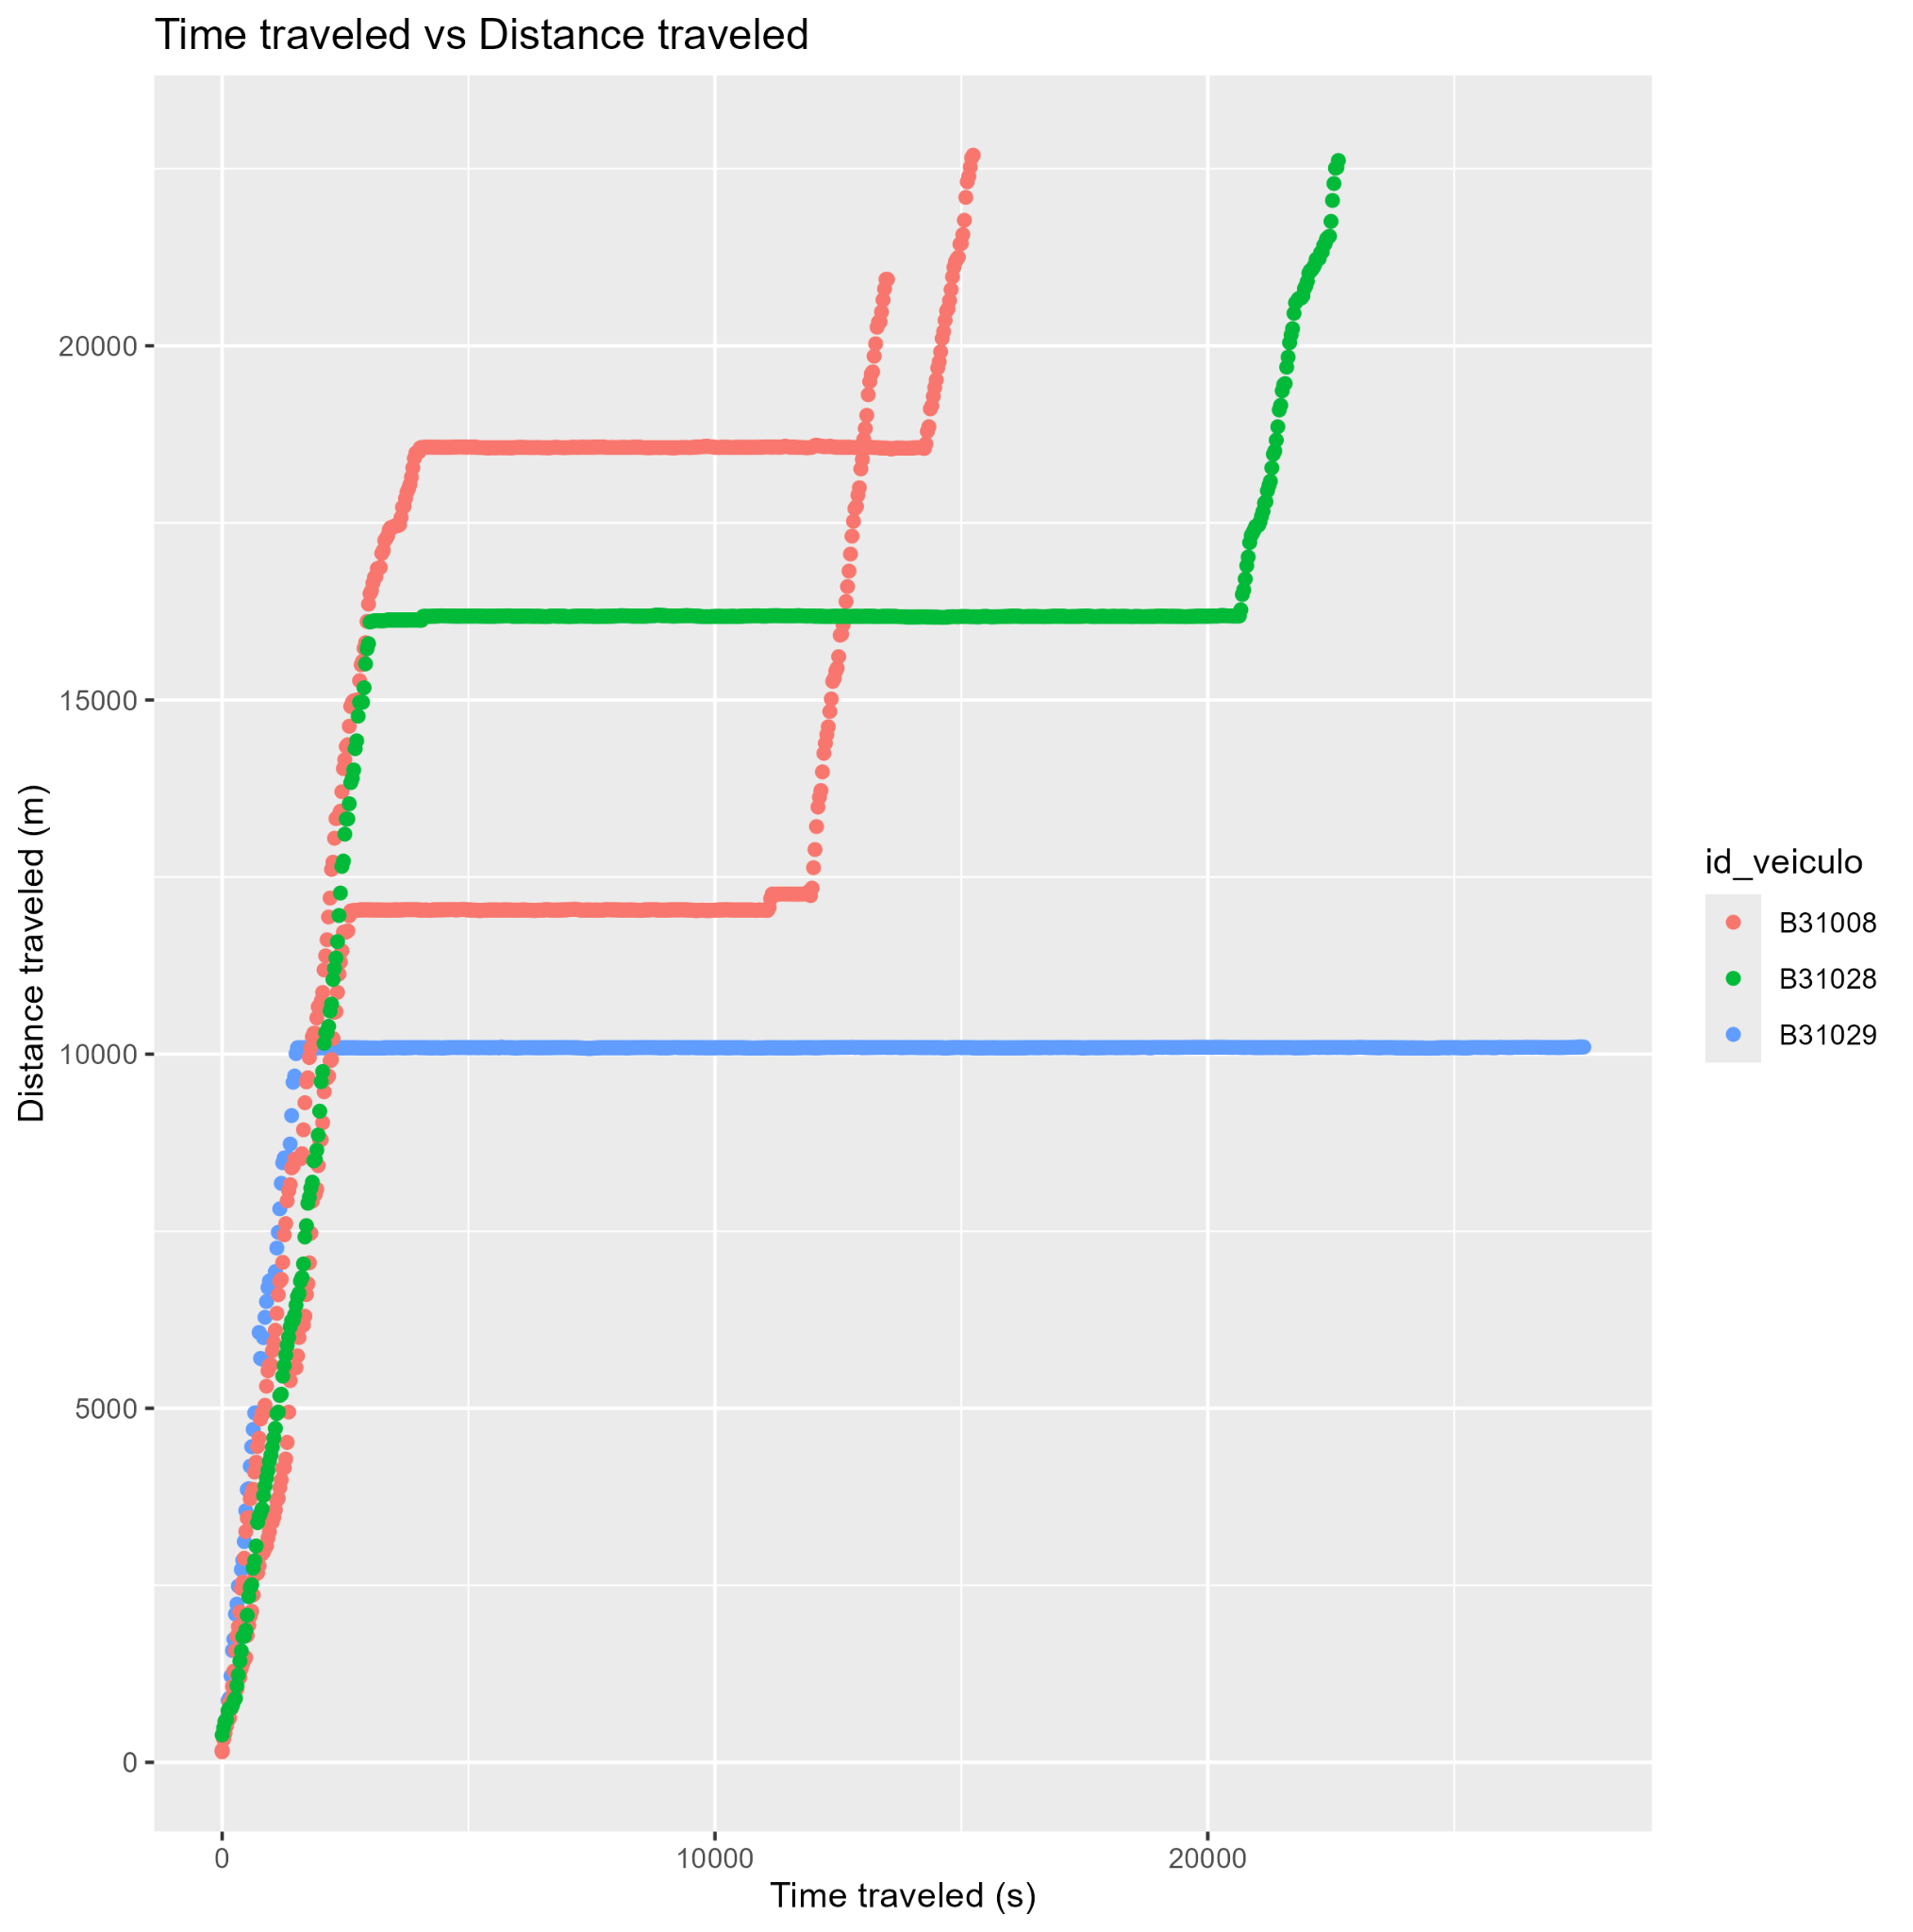 Time traveled vs Distance traveled
20000
15000
10000
5000
0
0
10000
20000
Distance traveled (m)
Time traveled (s)
id_veiculo
B31008
B31028
B31029